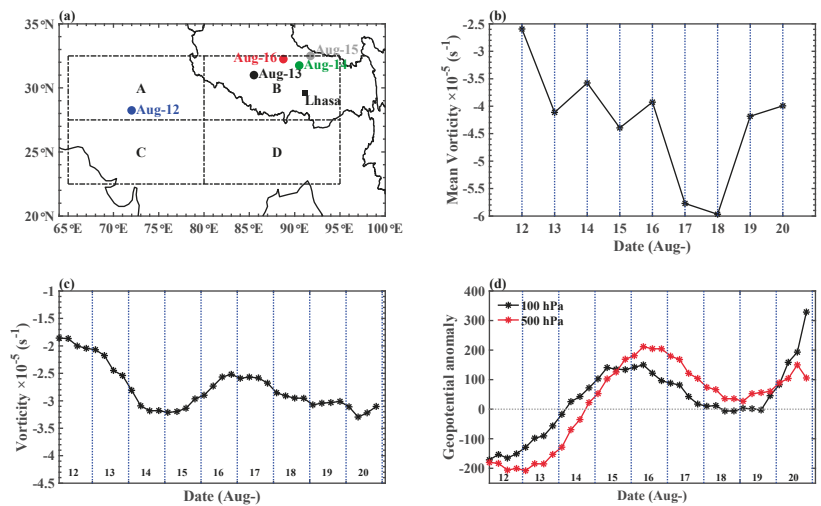 (a)
35°N
30°N
25°N
20°N
65°E
75°E
80°E
85°E
90°E
95°E
100°E
Aug-15
Aug-16
Aug-14
Aug-13
A
B
Lhasa
Aug-12
C
D
(b)
Mean Vorticity ×10⁻⁵ (s⁻¹)
-2.5
-3
-3.5
-4
-4.5
-5
-5.5
-6
12 13 14 15 16 17 18 19 20
Date (Aug-)
(c)
Vorticity ×10⁻⁵ (s⁻¹)
-1
-1.5
-2
-2.5
-3
-3.5
-4
-4.5
12 13 14 15 16 17 18 19 20
Date (Aug-)
(d)
Geopotential anomaly
400
300
200
100
0
-100
-200
100 hPa
500 hPa
12 13 14 15 16 17 18 19 20
Date (Aug-)